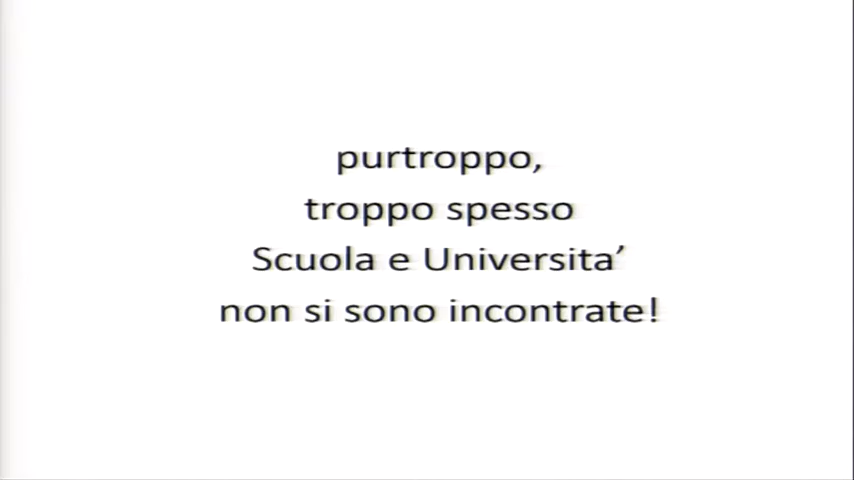 purtroppo,
troppo spesso
Scuola e Universita’
non si sono incontrate!